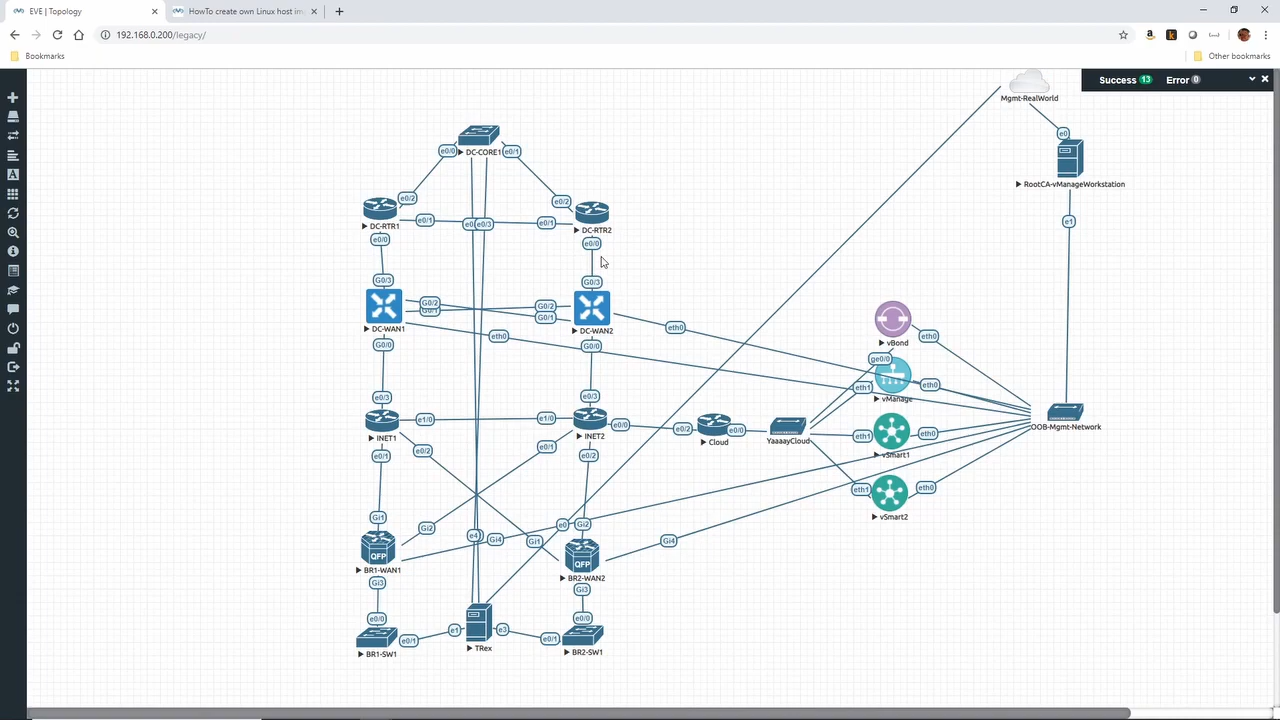 EVE | Topology
HowTo create own Linux host im
192.168.0.200/legacy/
Bookmarks
Other bookmarks
Success 13 Error 0
Mgmt-RealWorld
e0
RootCA-vManageWorkstation
e1
DC-CORE1
e0/0
e0/1
e0/2
e0/2
DC-RTR1
e0/1
e0/3
e0/1
DC-RTR2
e0/0
e0/0
G0/3
G0/3
DC-WAN1
G0/2
G0/1
G0/2
G0/1
DC-WAN2
eth0
eth0
G0/0
G0/0
vBond
eth0
ge0/0
vManage
eth1
eth0
e0/3
e0/3
INET1
e1/0
e1/0
INET2
e0/0
e0/2
Cloud
e0/0
YaaaayCloud
eth1
eth0
vSmart1
OOB-Mgmt-Network
e0/1
e0/2
e0/1
e0/2
eth1
eth0
vSmart2
Gi1
Gi2
e0
Gi2
QFP
BR1-WAN1
e4
Gi4
Gi1
Gi4
QFP
BR2-WAN2
Gi3
Gi3
e0/0
e0/0
BR1-SW1
e0/1
e1
TRex
e3
e0/1
BR2-SW1